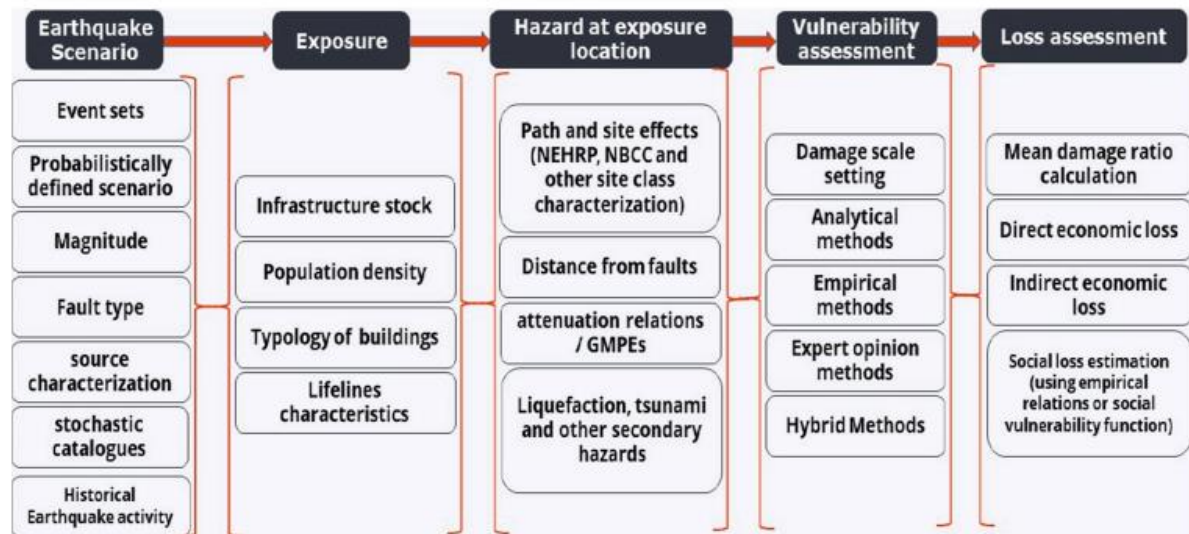 Earthquake
Scenario
Exposure
Hazard at exposure
location
Vulnerability
assessment
Loss assessment
Event sets
Probabilistically
defined scenario
Magnitude
Fault type
source
characterization
stochastic
catalogues
Historical
Earthquake activity
Infrastructure stock
Population density
Typology of buildings
Lifelines
characteristics
Path and site effects
(NEHRP, NBCC and
other site class
characterization)
Distance from faults
attenuation relations
/ GMPEs
Liquefaction, tsunami
and other secondary
hazards
Damage scale
setting
Analytical
methods
Empirical
methods
Expert opinion
methods
Hybrid Methods
Mean damage ratio
calculation
Direct economic loss
Indirect economic
loss
Social loss estimation
(using empirical
relations or social
vulnerability function)